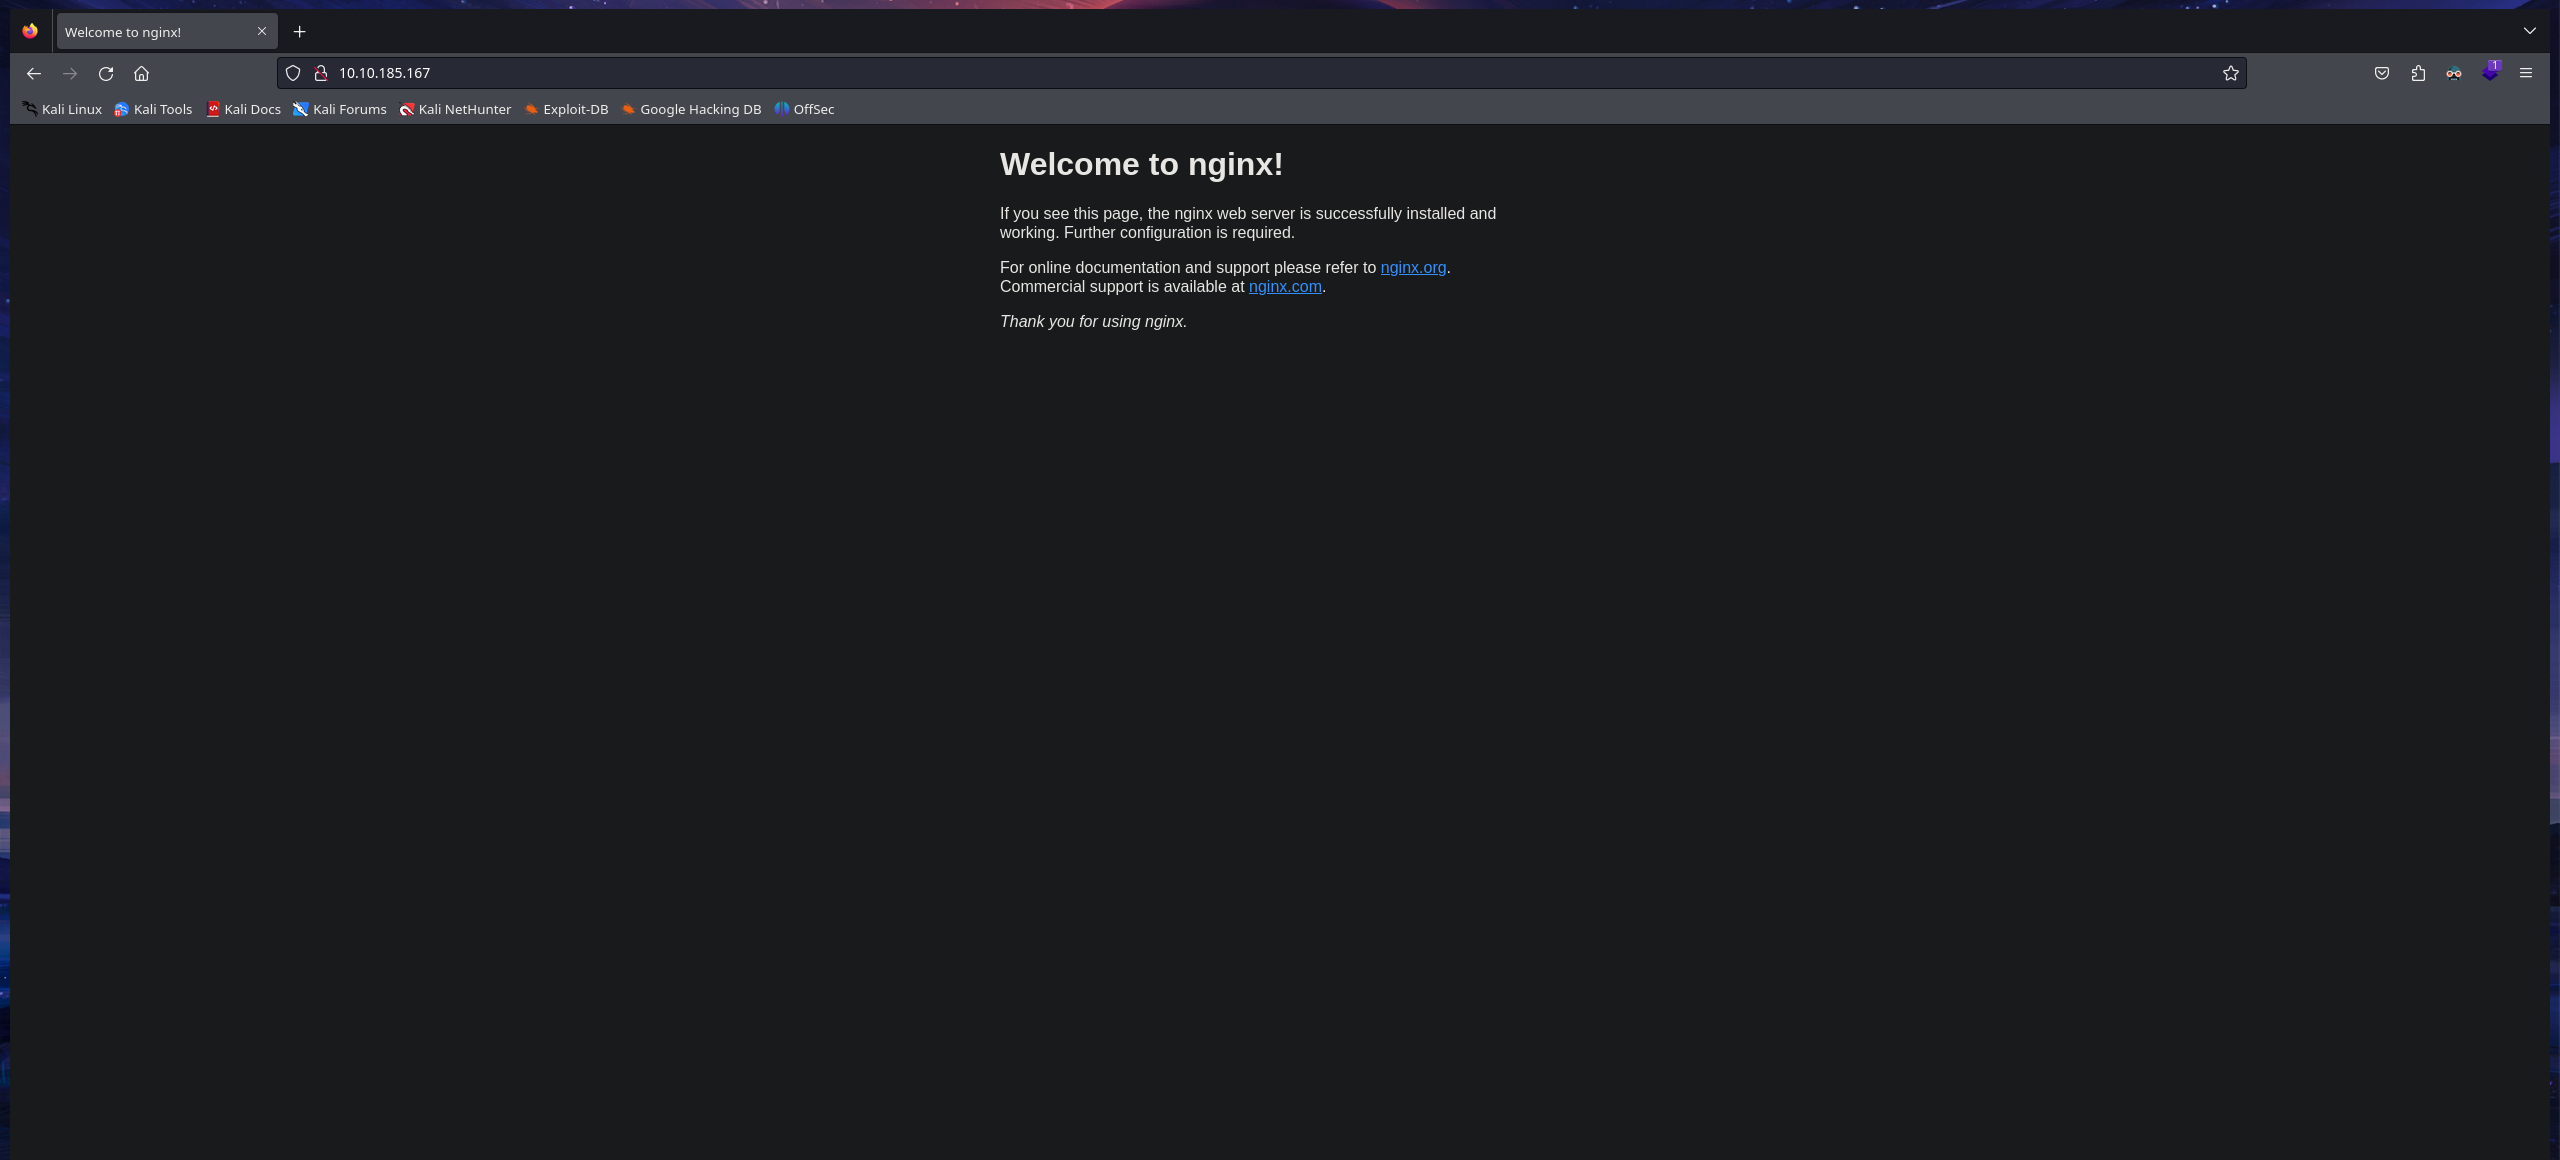 Welcome to nginx!
1
10.10.185.167
Kali Linux Kali Tools Kali Docs Kali Forums Kali NetHunter Exploit-DB Google Hacking DB OffSec
Welcome to nginx!
If you see this page, the nginx web server is successfully installed and
working. Further configuration is required.
For online documentation and support please refer to nginx.org.
Commercial support is available at nginx.com.
Thank you for using nginx.